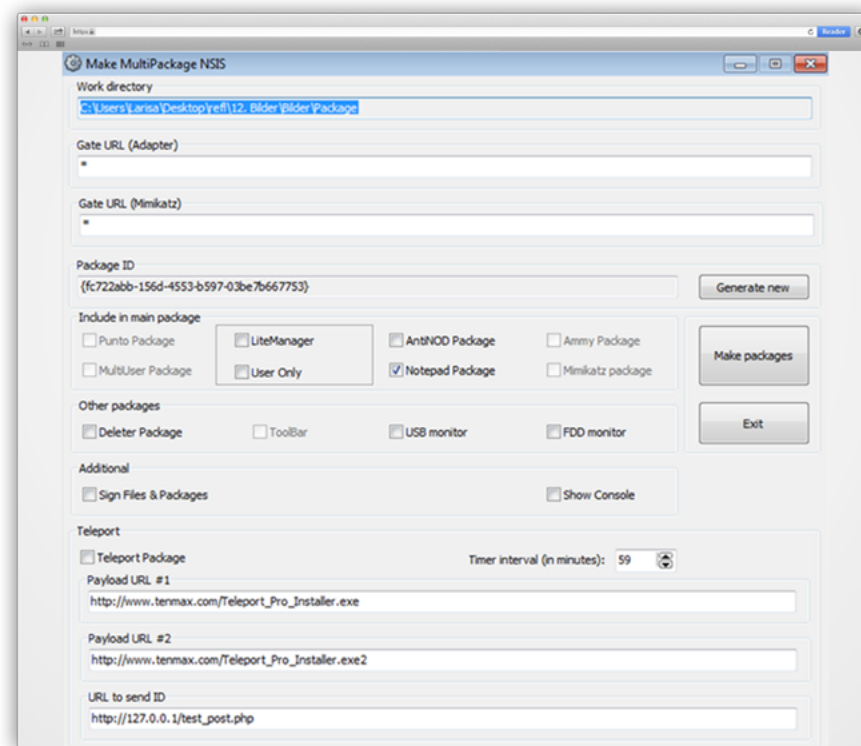 https
Reader
Make MultiPackage NSIS
Work directory
C:\Users\Larisa\Desktop\refl\12. Bilder\Bilder\Package
Gate URL (Adapter)
*
Gate URL (Mimikatz)
*
Package ID
{fc722abb-156d-4553-b597-03be7b667753}
Generate new
Include in main package
Punto Package LiteManager AntiNOD Package Ammy Package
MultiUser Package User Only Notepad Package Mimikatz package
Make packages
Other packages
Deleter Package ToolBar USB monitor FDD monitor
Exit
Additional
Sign Files & Packages Show Console
Teleport
Teleport Package Timer interval (in minutes): 59
Payload URL #1
http://www.tenmax.com/Teleport_Pro_Installer.exe
Payload URL #2
http://www.tenmax.com/Teleport_Pro_Installer.exe2
URL to send ID
http://127.0.0.1/test_post.php